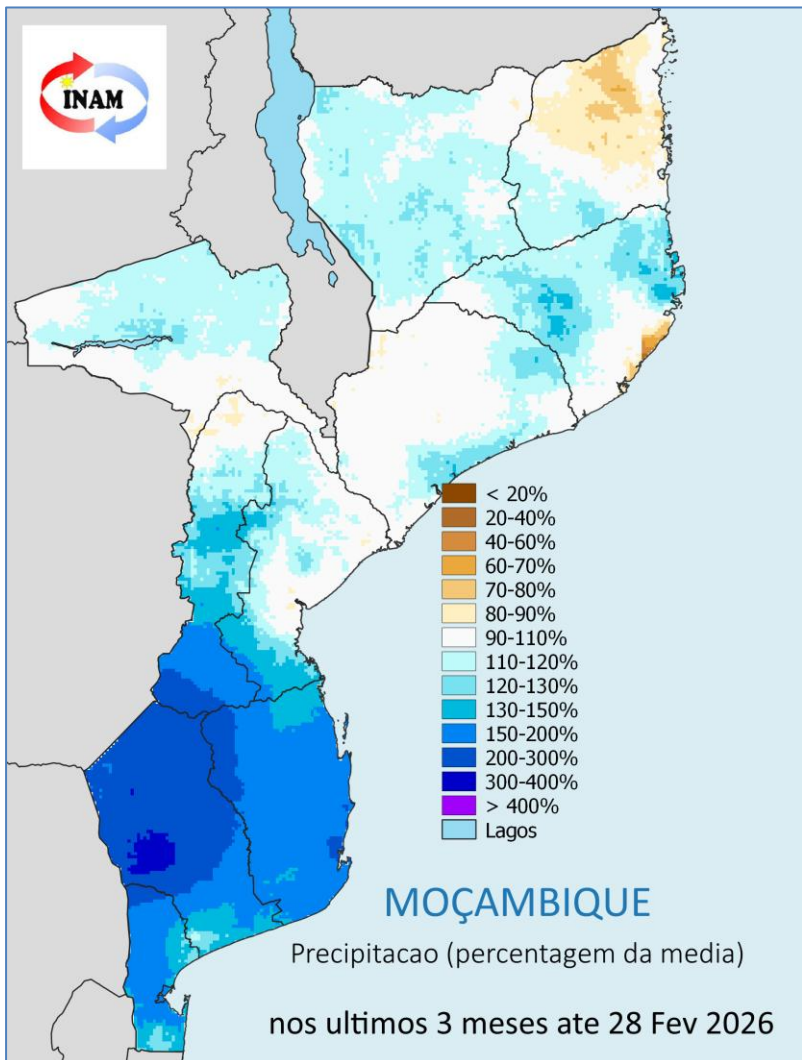 INAM
< 20%
20-40%
40-60%
60-70%
70-80%
80-90%
90-110%
110-120%
120-130%
130-150%
150-200%
200-300%
300-400%
> 400%
Lagos
MOÇAMBIQUE
Precipitacao (percentagem da media)
nos ultimos 3 meses ate 28 Fev 2026